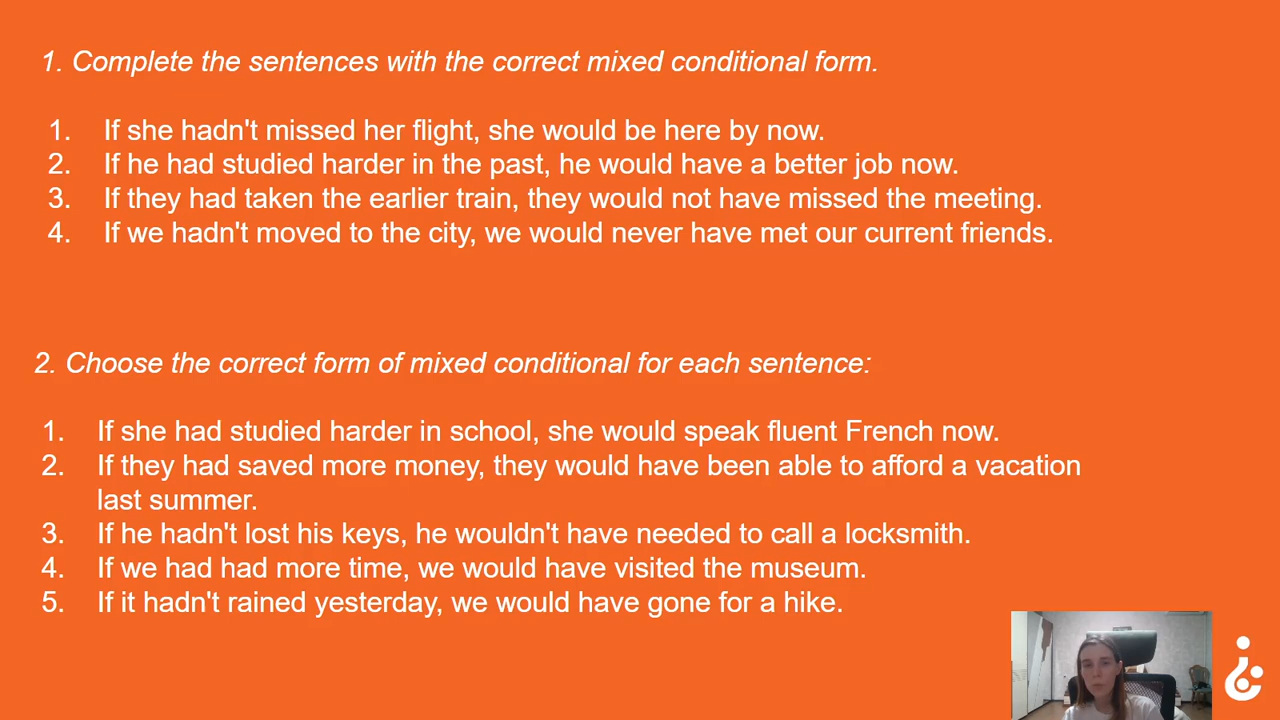 1. Complete the sentences with the correct mixed conditional form.
1. If she hadn't missed her flight, she would be here by now.
2. If he had studied harder in the past, he would have a better job now.
3. If they had taken the earlier train, they would not have missed the meeting.
4. If we hadn't moved to the city, we would never have met our current friends.
2. Choose the correct form of mixed conditional for each sentence:
1. If she had studied harder in school, she would speak fluent French now.
2. If they had saved more money, they would have been able to afford a vacation
last summer.
3. If he hadn't lost his keys, he wouldn't have needed to call a locksmith.
4. If we had had more time, we would have visited the museum.
5. If it hadn't rained yesterday, we would have gone for a hike.